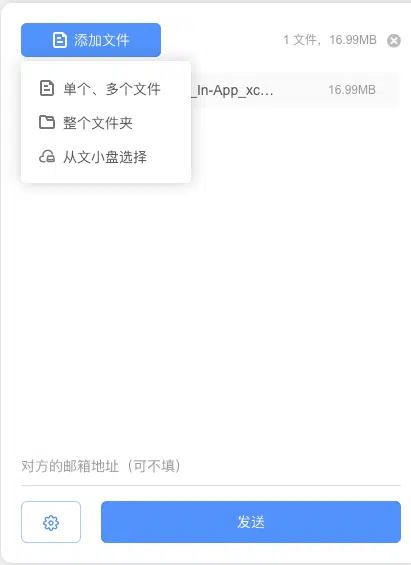 添加文件
1 文件，16.99MB
单个、多个文件
_In-App_xc...
16.99MB
整个文件夹
从文小盘选择
对方的邮箱地址（可不填）
发送